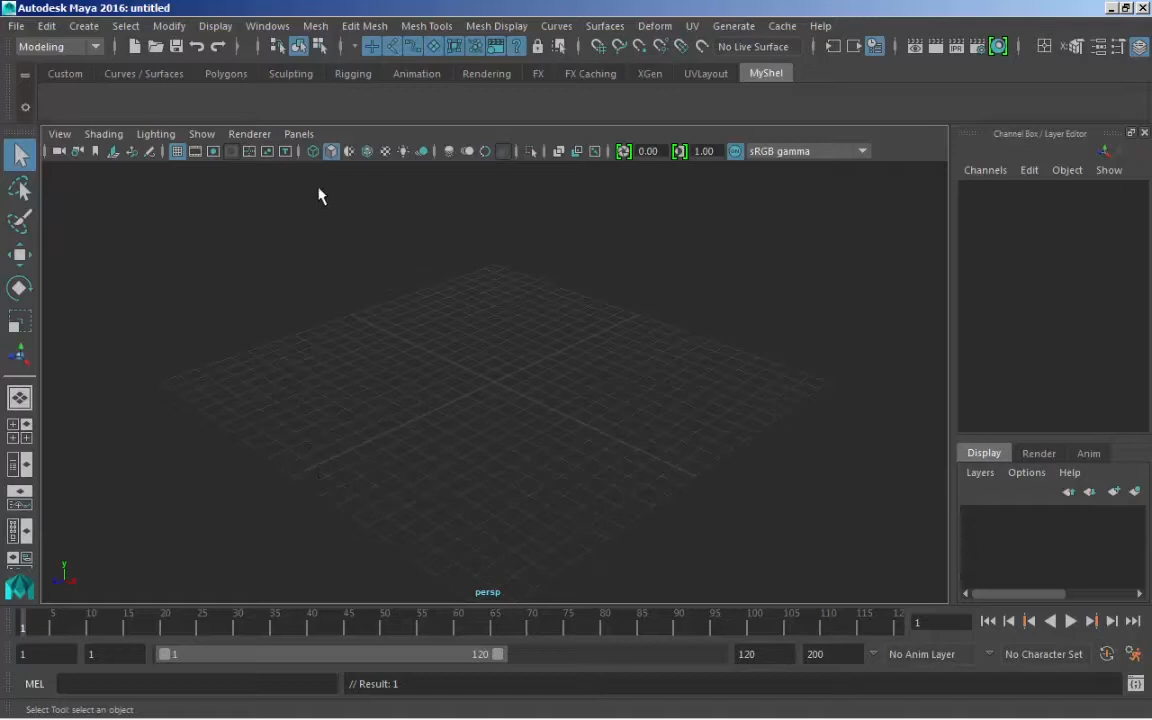 Autodesk Maya 2016: untitled
File Edit Create Select Modify Display Windows Mesh Edit Mesh Mesh Tools Mesh Display Curves Surfaces Deform UV Generate Cache Help
Modeling No Live Surface
Custom Curves / Surfaces Polygons Sculpting Rigging Animation Rendering FX FX Caching XGen UVLayout MyShel
View Shading Lighting Show Renderer Panels
0.00 1.00 sRGB gamma
Channel Box / Layer Editor
Channels Edit Object Show
Display Render Anim
Layers Options Help
y
persp
5 10 15 20 25 30 35 40 45 50 55 60 65 70 75 80 85 90 95 100 105 110 115 12
1
1
1 1 1 120 120 200 No Anim Layer No Character Set
MEL // Result: 1
Select Tool: select an object